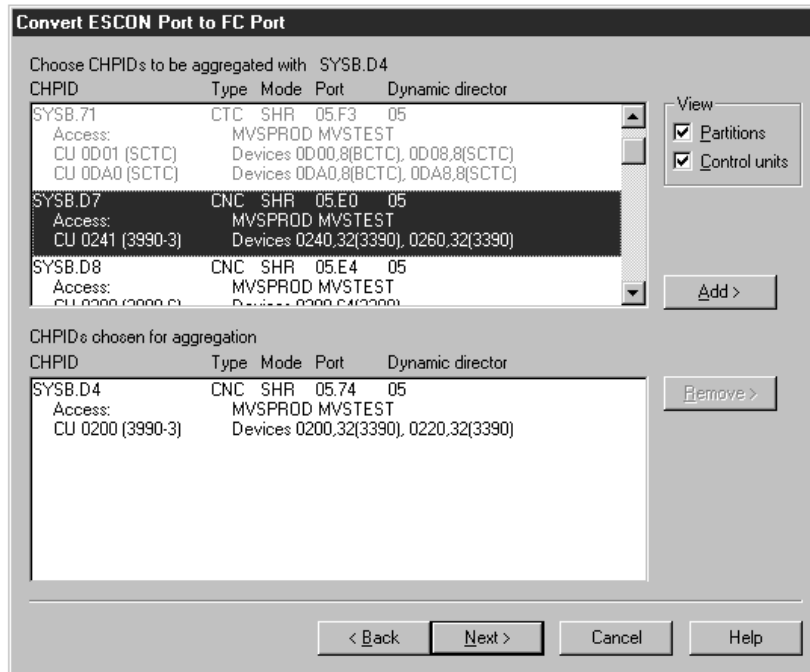 Convert ESCON Port to FC Port
Choose CHPIDs to be aggregated with SYSB.D4
CHPID Type Mode Port Dynamic director
SYSB.71 CTC SHR 05.F3 05
Access: MVSPROD MVSTEST
CU 0D01 (SCTC) Devices 0D00,8(BCTC), 0D08,8(SCTC)
CU 0DA0 (SCTC) Devices 0DA0,8(BCTC), 0DA8,8(SCTC)
SYSB.D7 CNC SHR 05.E0 05
Access: MVSPROD MVSTEST
CU 0241 (3990-3) Devices 0240,32(3390), 0260,32(3390)
SYSB.D8 CNC SHR 05.E4 05
Access: MVSPROD MVSTEST
View
Partitions
Control units
Add >
CHPIDs chosen for aggregation
CHPID Type Mode Port Dynamic director
SYSB.D4 CNC SHR 05.74 05
Access: MVSPROD MVSTEST
CU 0200 (3990-3) Devices 0200,32(3390), 0220,32(3390)
Remove >
< Back Next > Cancel Help